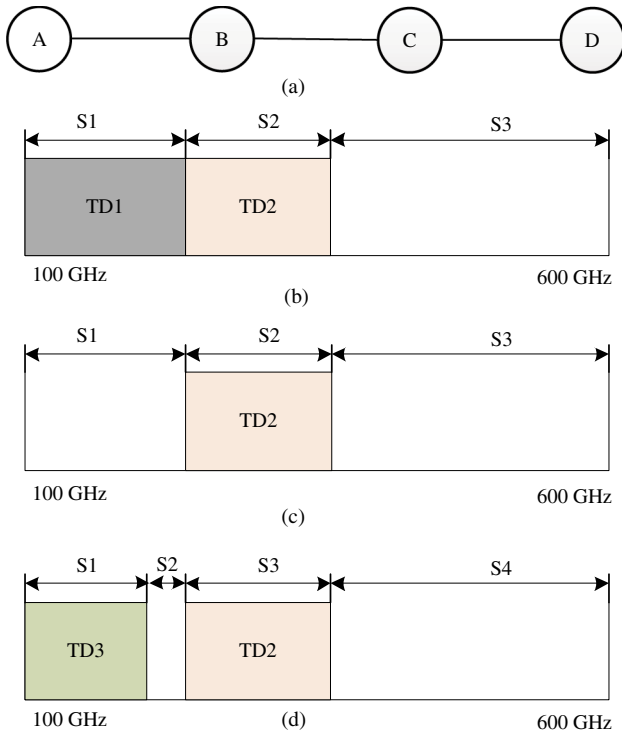 A B C D
(a)
S1 S2 S3
TD1 TD2
100 GHz 600 GHz
(b)
S1 S2 S3
TD2
100 GHz 600 GHz
(c)
S1 S2 S3 S4
TD3 TD2
100 GHz (d) 600 GHz